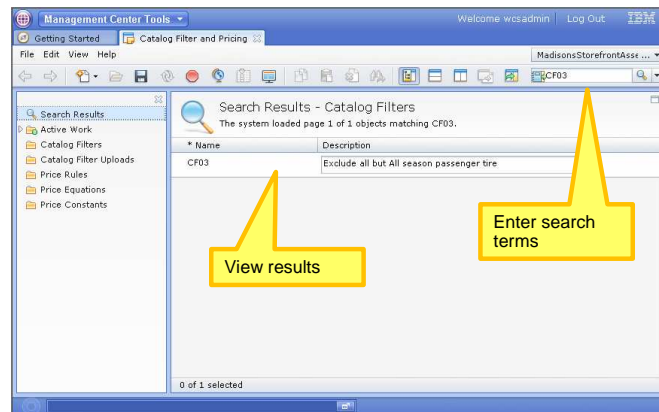 Management Center Tools
Welcome wcsadmin Log Out IBM
Getting Started Catalog Filter and Pricing
File Edit View Help
MadisonsStorefrontAsse ...
CF03
Search Results
Active Work
Catalog Filters
Catalog Filter Uploads
Price Rules
Price Equations
Price Constants
Search Results - Catalog Filters
The system loaded page 1 of 1 objects matching CF03.
* Name Description
CF03 Exclude all but All season passenger tire
Enter search
terms
View results
0 of 1 selected